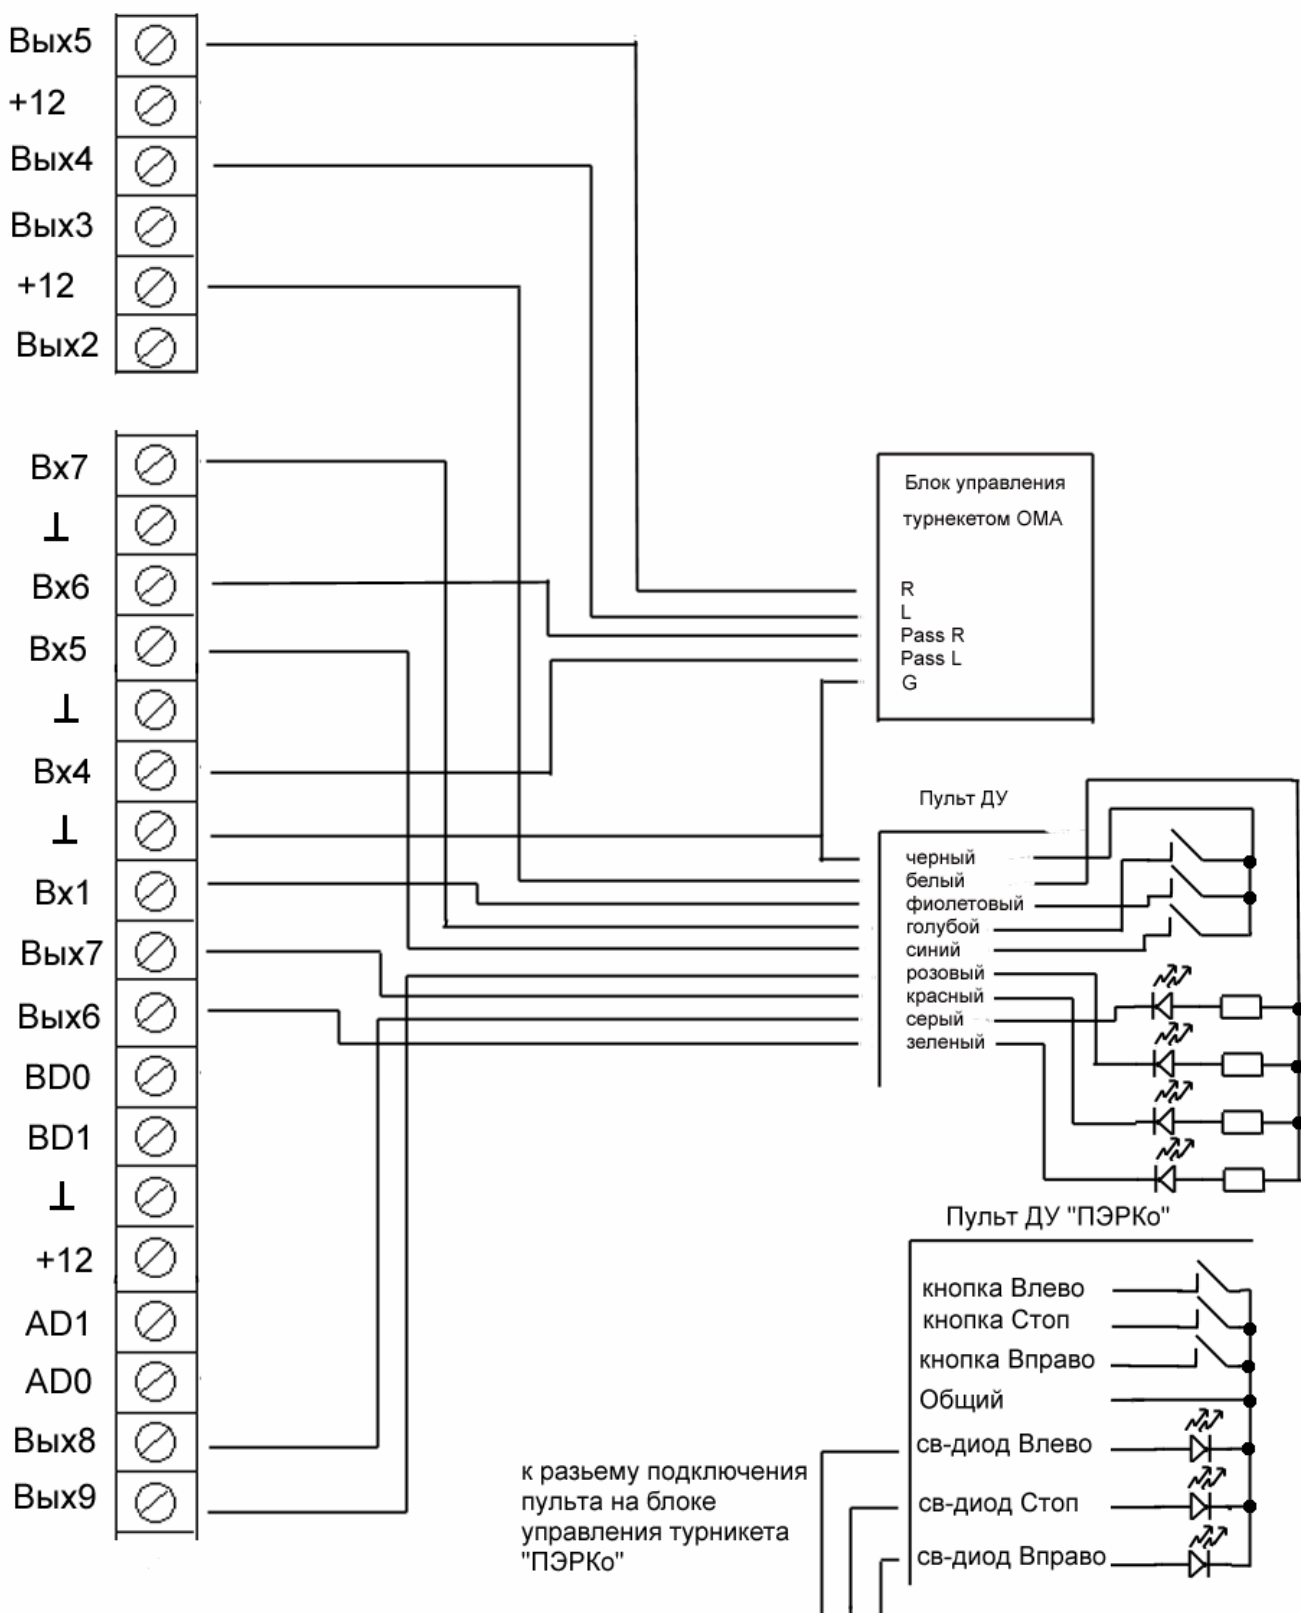 Вых5
+12
Вых4
Вых3
+12
Вых2
Вх7
⊥
Вх6
Вх5
⊥
Вх4
⊥
Вх1
Вых7
Вых6
BD0
BD1
⊥
+12
AD1
AD0
Вых8
Вых9
Блок управления
турнекетом ОМА
R
L
Pass R
Pass L
G
Пульт ДУ
черный
белый
фиолетовый
голубой
синий
розовый
красный
серый
зеленый
Пульт ДУ "ПЭРКо"
кнопка Влево
кнопка Стоп
кнопка Вправо
Общий
св-диод Влево
св-диод Стоп
св-диод Вправо
к разьему подключения
пульта на блоке
управления турникета
"ПЭРКо"